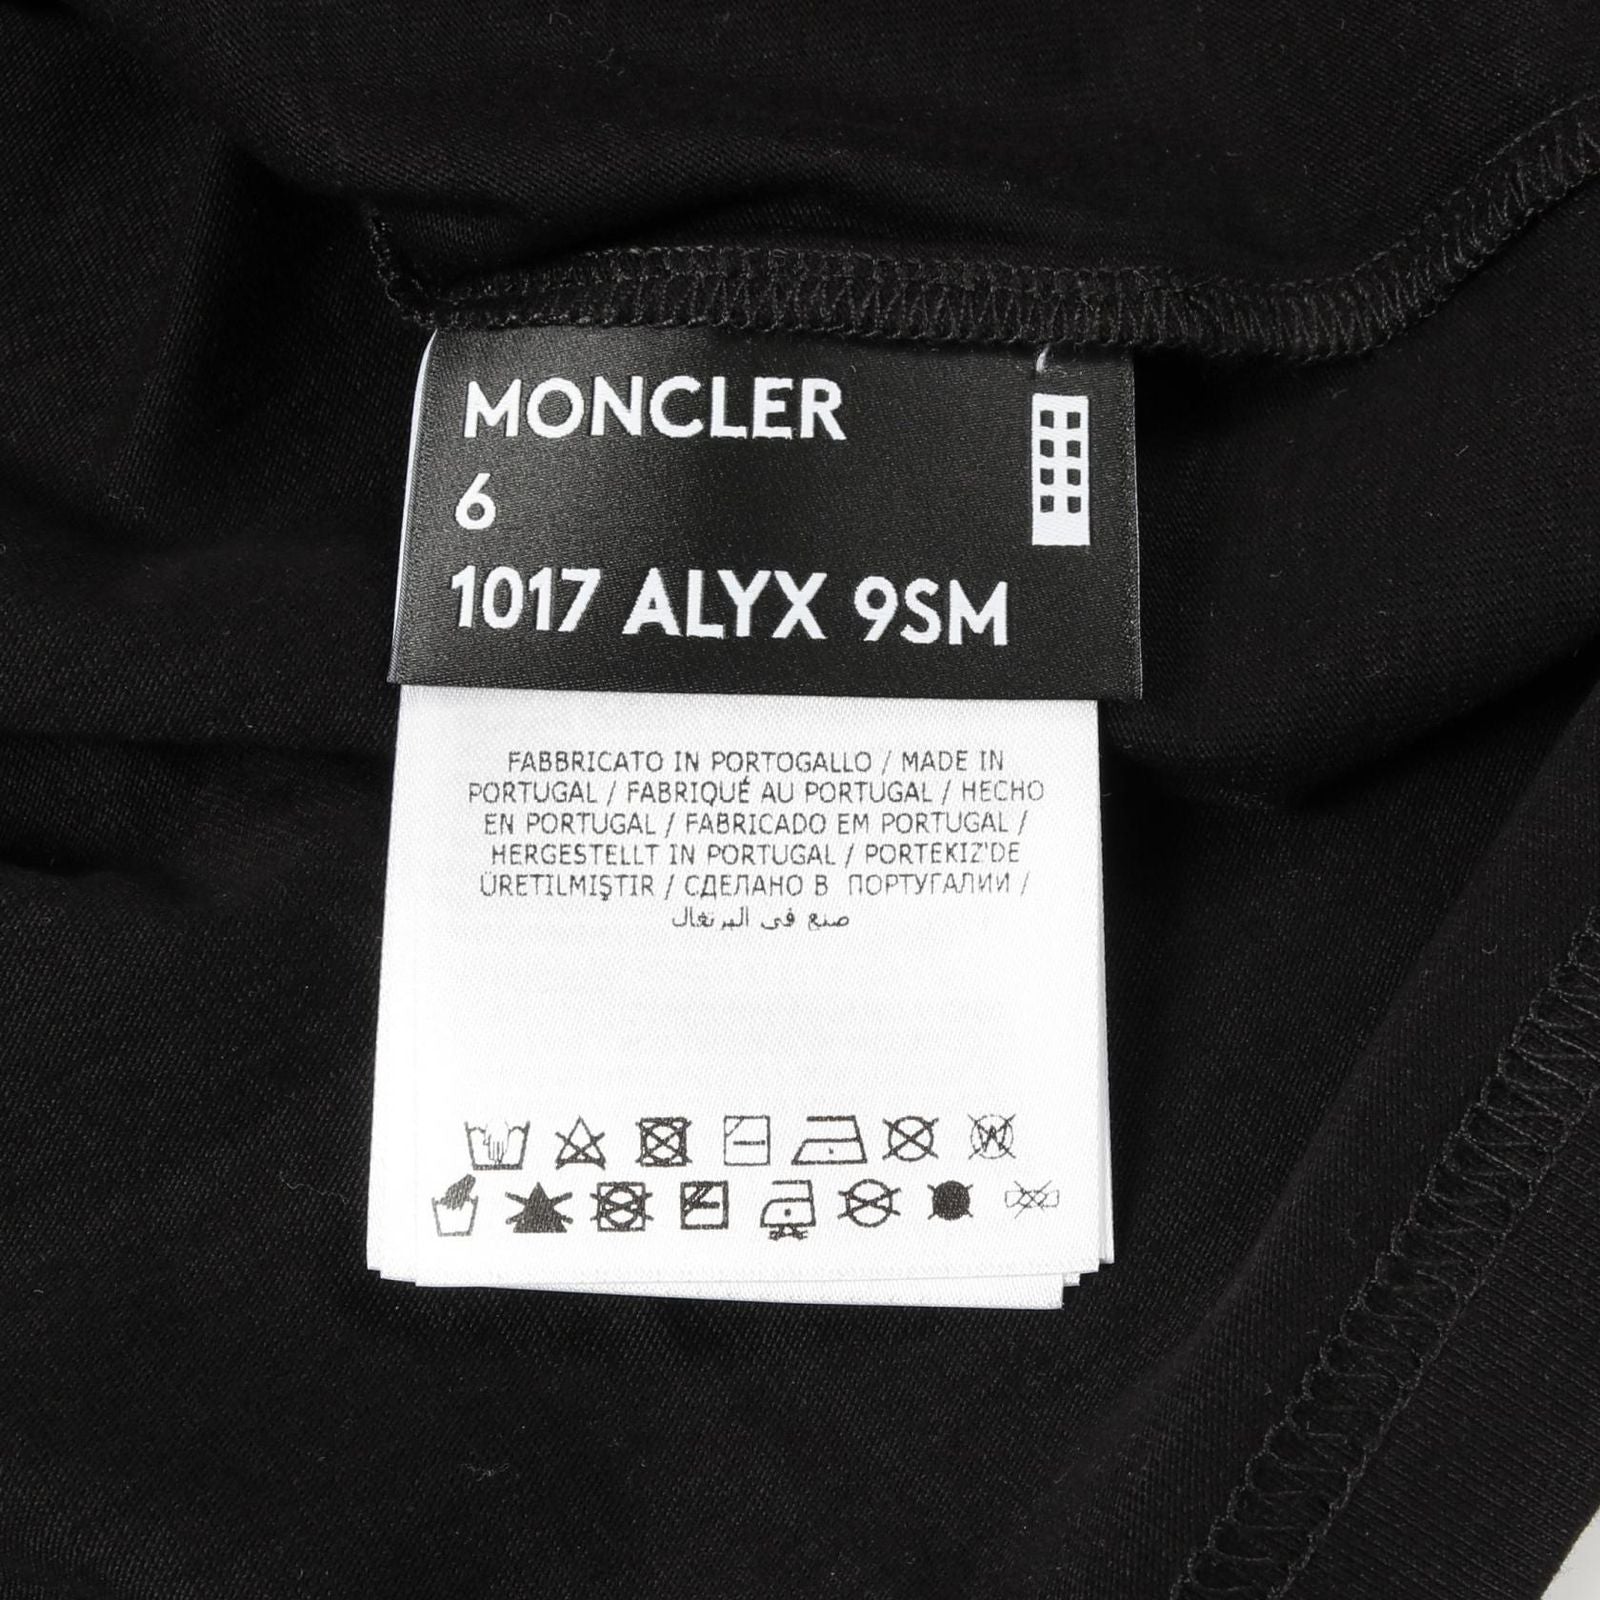 MONCLER
6
1017 ALYX 9SM
FABBRICATO IN PORTOGALLO / MADE IN
PORTUGAL / FABRIQUÉ AU PORTUGAL / HECHO
EN PORTUGAL / FABRICADO EM PORTUGAL /
HERGESTELLT IN PORTUGAL / PORTEKIZ'DE
ÜRETILMIŞTIR / СДЕЛАНО В ПОРТУГАЛИИ /
صنع في البرتغال